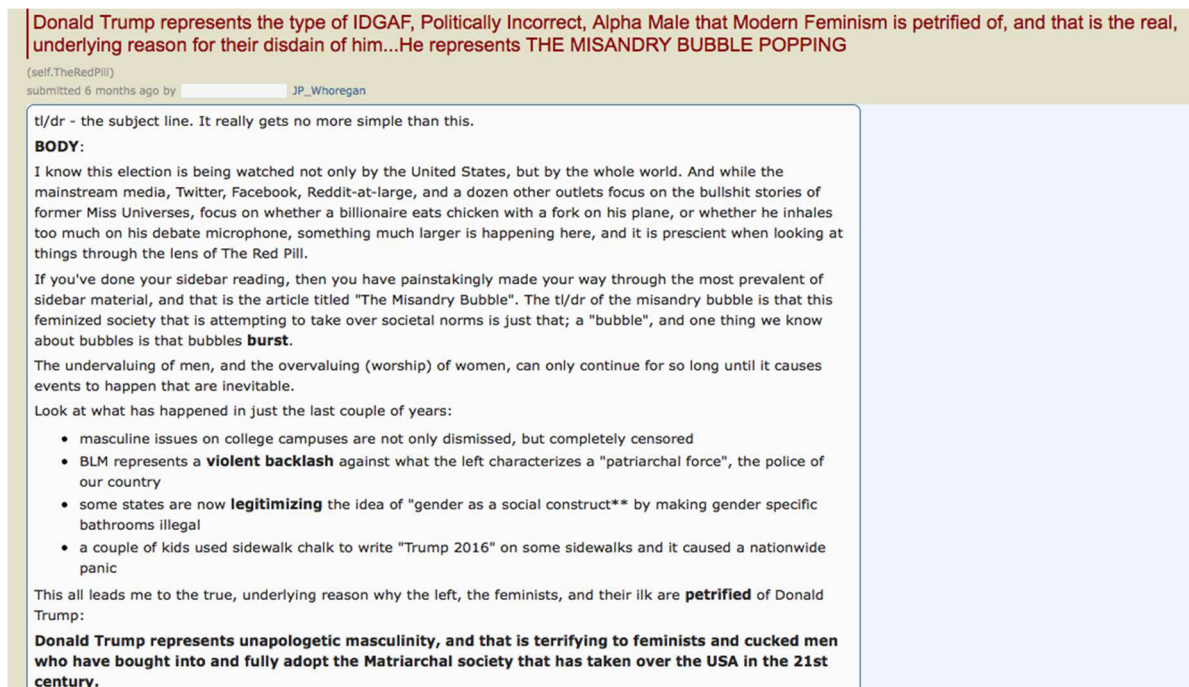 Donald Trump represents the type of IDGAF, Politically Incorrect, Alpha Male that Modern Feminism is petrified of, and that is the real,
underlying reason for their disdain of him...He represents THE MISANDRY BUBBLE POPPING
(self.TheRedPill)
submitted 6 months ago by JP_Whoregan
tl/dr - the subject line. It really gets no more simple than this.
BODY:
I know this election is being watched not only by the United States, but by the whole world. And while the
mainstream media, Twitter, Facebook, Reddit-at-large, and a dozen other outlets focus on the bullshit stories of
former Miss Universes, focus on whether a billionaire eats chicken with a fork on his plane, or whether he inhales
too much on his debate microphone, something much larger is happening here, and it is prescient when looking at
things through the lens of The Red Pill.
If you've done your sidebar reading, then you have painstakingly made your way through the most prevalent of
sidebar material, and that is the article titled "The Misandry Bubble". The tl/dr of the misandry bubble is that this
feminized society that is attempting to take over societal norms is just that; a "bubble", and one thing we know
about bubbles is that bubbles burst.
The undervaluing of men, and the overvaluing (worship) of women, can only continue for so long until it causes
events to happen that are inevitable.
Look at what has happened in just the last couple of years:
• masculine issues on college campuses are not only dismissed, but completely censored
• BLM represents a violent backlash against what the left characterizes a "patriarchal force", the police of
our country
• some states are now legitimizing the idea of "gender as a social construct** by making gender specific
bathrooms illegal
• a couple of kids used sidewalk chalk to write "Trump 2016" on some sidewalks and it caused a nationwide
panic
This all leads me to the true, underlying reason why the left, the feminists, and their ilk are petrified of Donald
Trump:
Donald Trump represents unapologetic masculinity, and that is terrifying to feminists and cucked men
who have bought into and fully adopt the Matriarchal society that has taken over the USA in the 21st
century.